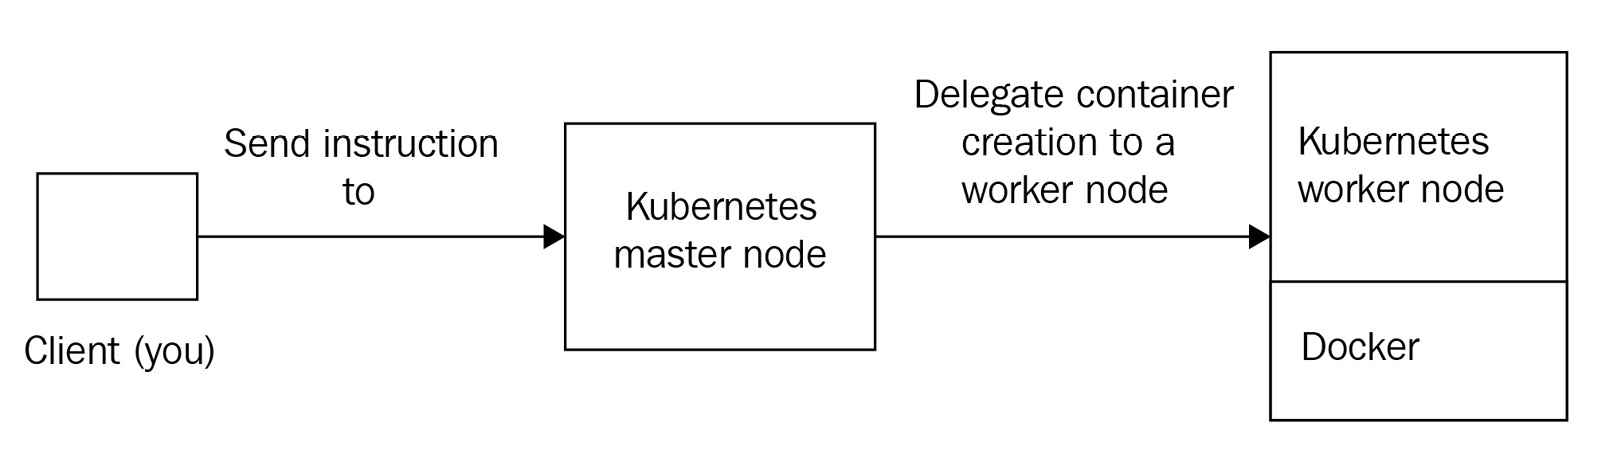 Send instruction
to
Client (you)
Kubernetes
master node
Delegate container
creation to a
worker node
Kubernetes
worker node
Docker